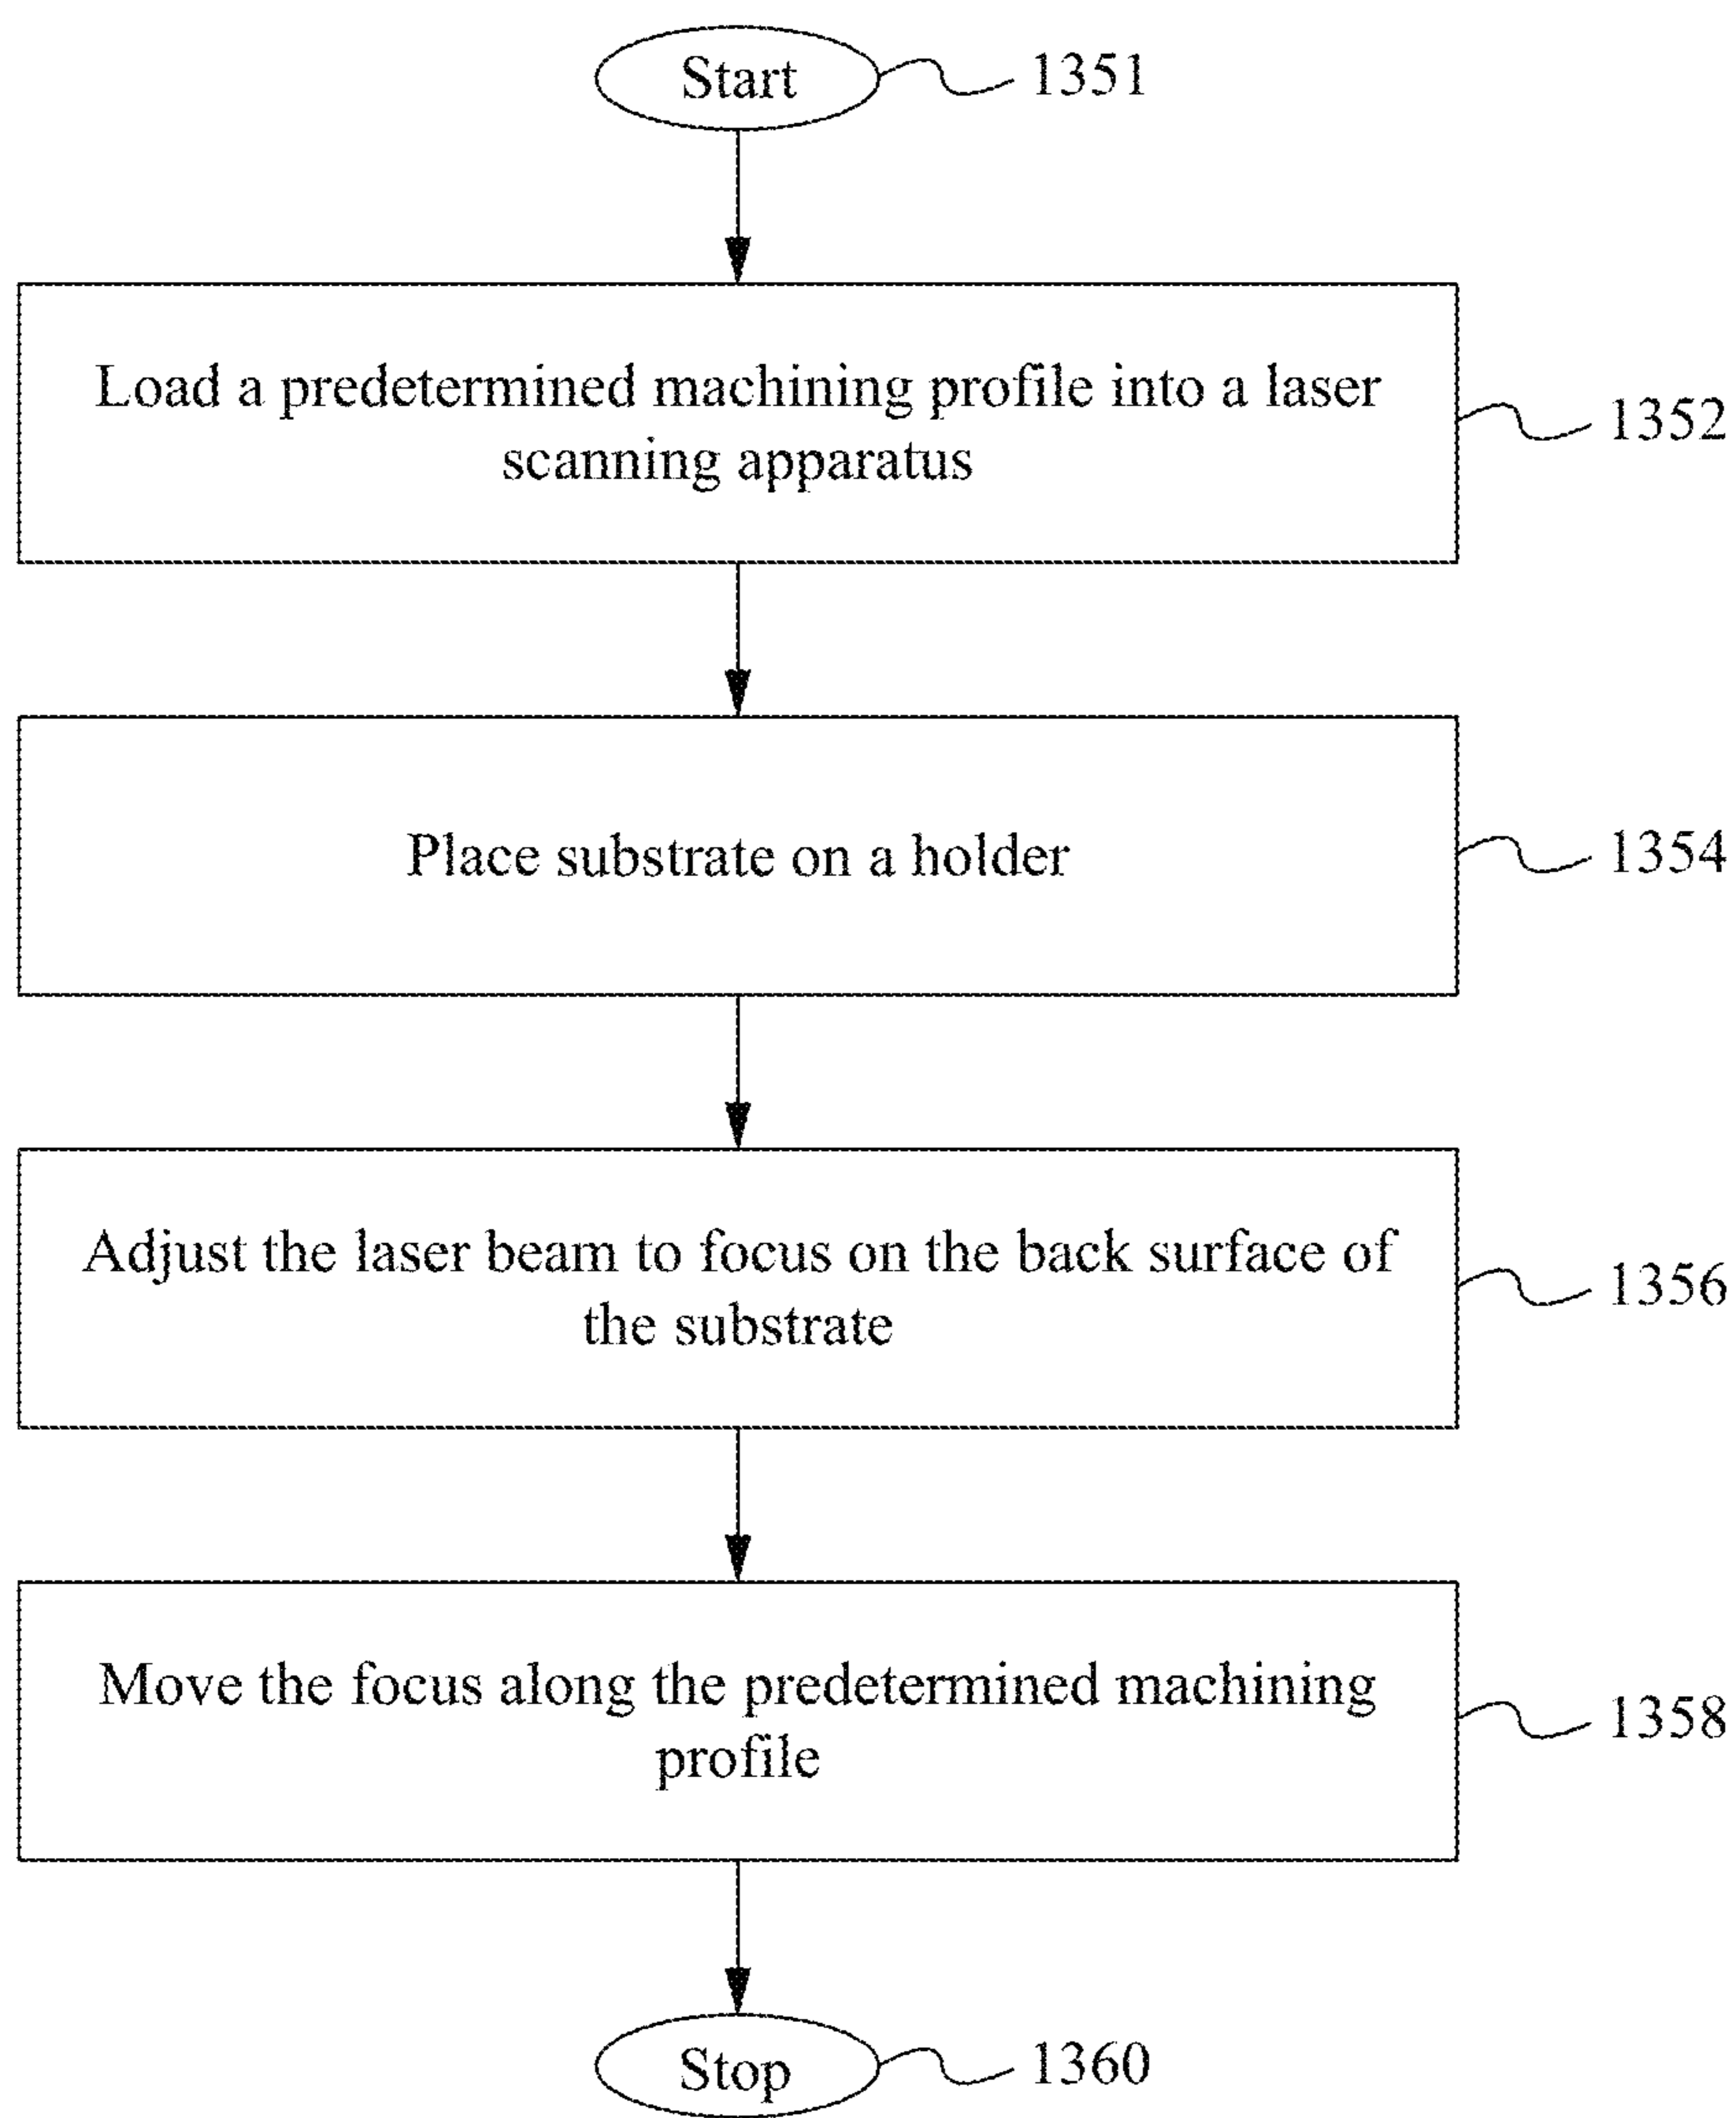 Start
1351
Load a predetermined machining profile into a laser
scanning apparatus
1352
Place substrate on a holder
1354
Adjust the laser beam to focus on the back surface of
the substrate
1356
Move the focus along the predetermined machining
profile
1358
Stop
1360